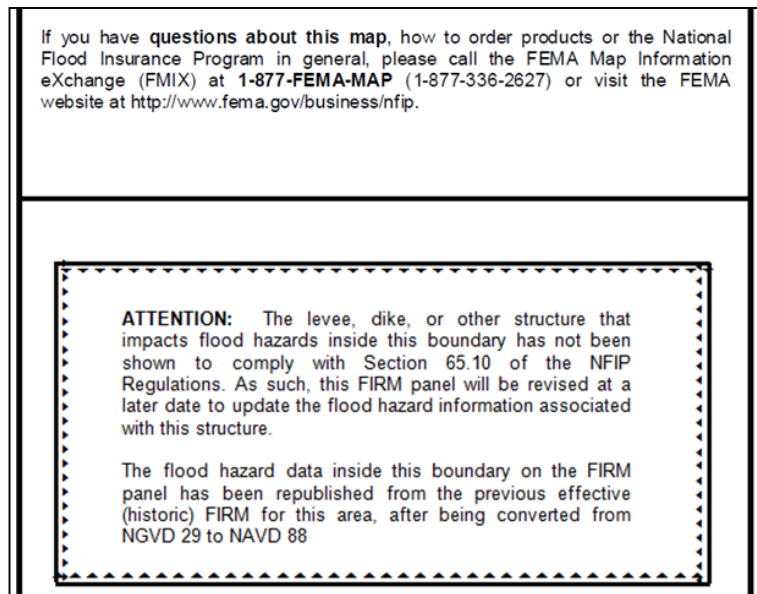 If you have questions about this map, how to order products or the National
Flood Insurance Program in general, please call the FEMA Map Information
eXchange (FMIX) at 1-877-FEMA-MAP (1-877-336-2627) or visit the FEMA
website at http://www.fema.gov/business/nfip.
ATTENTION: The levee, dike, or other structure that
impacts flood hazards inside this boundary has not been
shown to comply with Section 65.10 of the NFIP
Regulations. As such, this FIRM panel will be revised at a
later date to update the flood hazard information associated
with this structure.
The flood hazard data inside this boundary on the FIRM
panel has been republished from the previous effective
(historic) FIRM for this area, after being converted from
NGVD 29 to NAVD 88